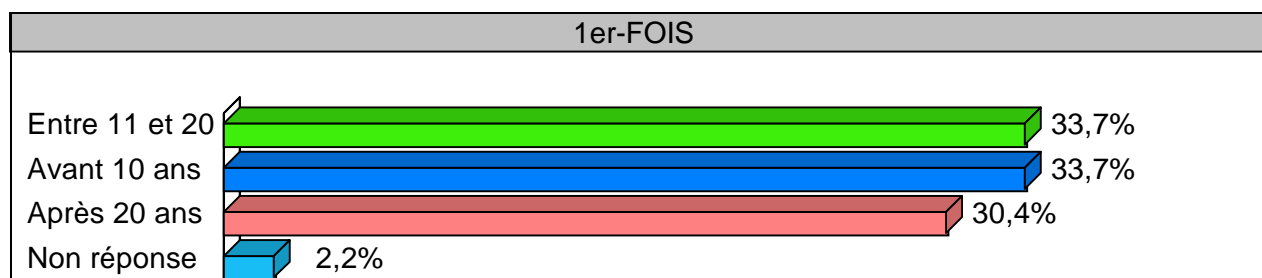 1er-FOIS
Entre 11 et 20 33,7%
Avant 10 ans 33,7%
Après 20 ans 30,4%
Non réponse 2,2%